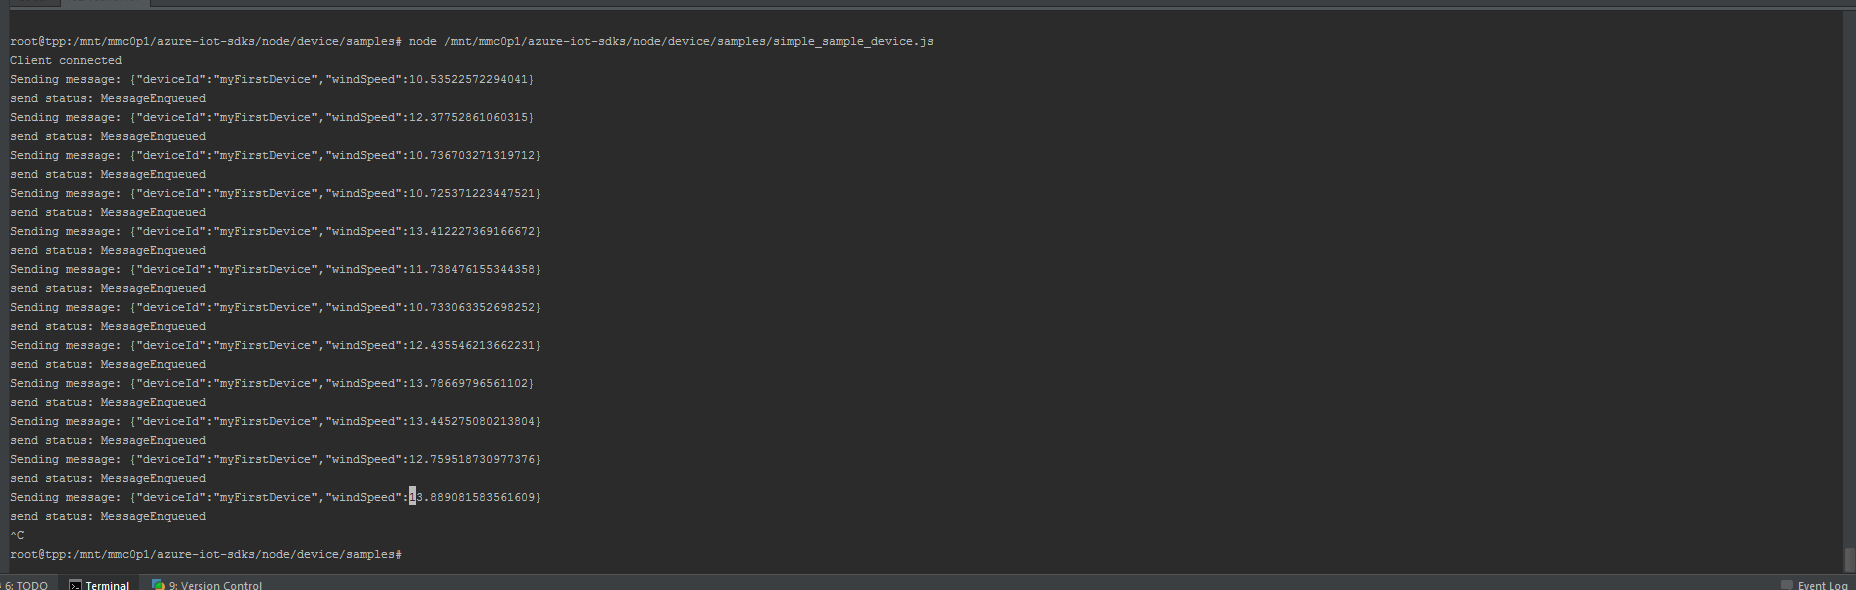 root@tpp:/mnt/mmc0p1/azure-iot-sdks/node/device/samples# node /mnt/mmc0p1/azure-iot-sdks/node/device/samples/simple_sample_device.js
Client connected
Sending message: {"deviceId":"myFirstDevice","windSpeed":10.53522572294041}
send status: MessageEnqueued
Sending message: {"deviceId":"myFirstDevice","windSpeed":12.37752861060315}
send status: MessageEnqueued
Sending message: {"deviceId":"myFirstDevice","windSpeed":10.736703271319712}
send status: MessageEnqueued
Sending message: {"deviceId":"myFirstDevice","windSpeed":10.725371223447521}
send status: MessageEnqueued
Sending message: {"deviceId":"myFirstDevice","windSpeed":13.412227369166672}
send status: MessageEnqueued
Sending message: {"deviceId":"myFirstDevice","windSpeed":11.738476155344358}
send status: MessageEnqueued
Sending message: {"deviceId":"myFirstDevice","windSpeed":10.733063352698252}
send status: MessageEnqueued
Sending message: {"deviceId":"myFirstDevice","windSpeed":12.435546213662231}
send status: MessageEnqueued
Sending message: {"deviceId":"myFirstDevice","windSpeed":13.78669796561102}
send status: MessageEnqueued
Sending message: {"deviceId":"myFirstDevice","windSpeed":13.445275080213804}
send status: MessageEnqueued
Sending message: {"deviceId":"myFirstDevice","windSpeed":12.759518730977376}
send status: MessageEnqueued
Sending message: {"deviceId":"myFirstDevice","windSpeed":13.889081583561609}
send status: MessageEnqueued
^C
root@tpp:/mnt/mmc0p1/azure-iot-sdks/node/device/samples#
6: TODO Terminal 9: Version Control Event Log